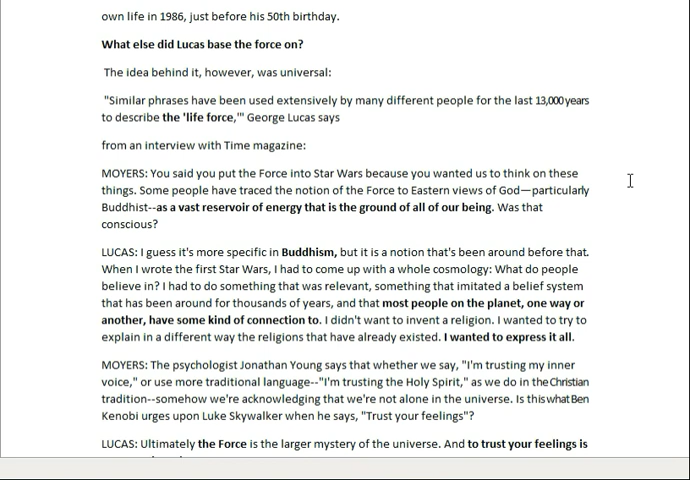 own life in 1986, just before his 50th birthday.
What else did Lucas base the force on?
The idea behind it, however, was universal:
"Similar phrases have been used extensively by many different people for the last 13,000 years
to describe the 'life force,'" George Lucas says
from an interview with Time magazine:
MOYERS: You said you put the Force into Star Wars because you wanted us to think on these
things. Some people have traced the notion of the Force to Eastern views of God—particularly
Buddhist--as a vast reservoir of energy that is the ground of all of our being. Was that
conscious?
LUCAS: I guess it's more specific in Buddhism, but it is a notion that's been around before that.
When I wrote the first Star Wars, I had to come up with a whole cosmology: What do people
believe in? I had to do something that was relevant, something that imitated a belief system
that has been around for thousands of years, and that most people on the planet, one way or
another, have some kind of connection to. I didn't want to invent a religion. I wanted to try to
explain in a different way the religions that have already existed. I wanted to express it all.
MOYERS: The psychologist Jonathan Young says that whether we say, "I'm trusting my inner
voice," or use more traditional language--"I'm trusting the Holy Spirit," as we do in the Christian
tradition--somehow we're acknowledging that we're not alone in the universe. Is this what Ben
Kenobi urges upon Luke Skywalker when he says, "Trust your feelings"?
LUCAS: Ultimately the Force is the larger mystery of the universe. And to trust your feelings is